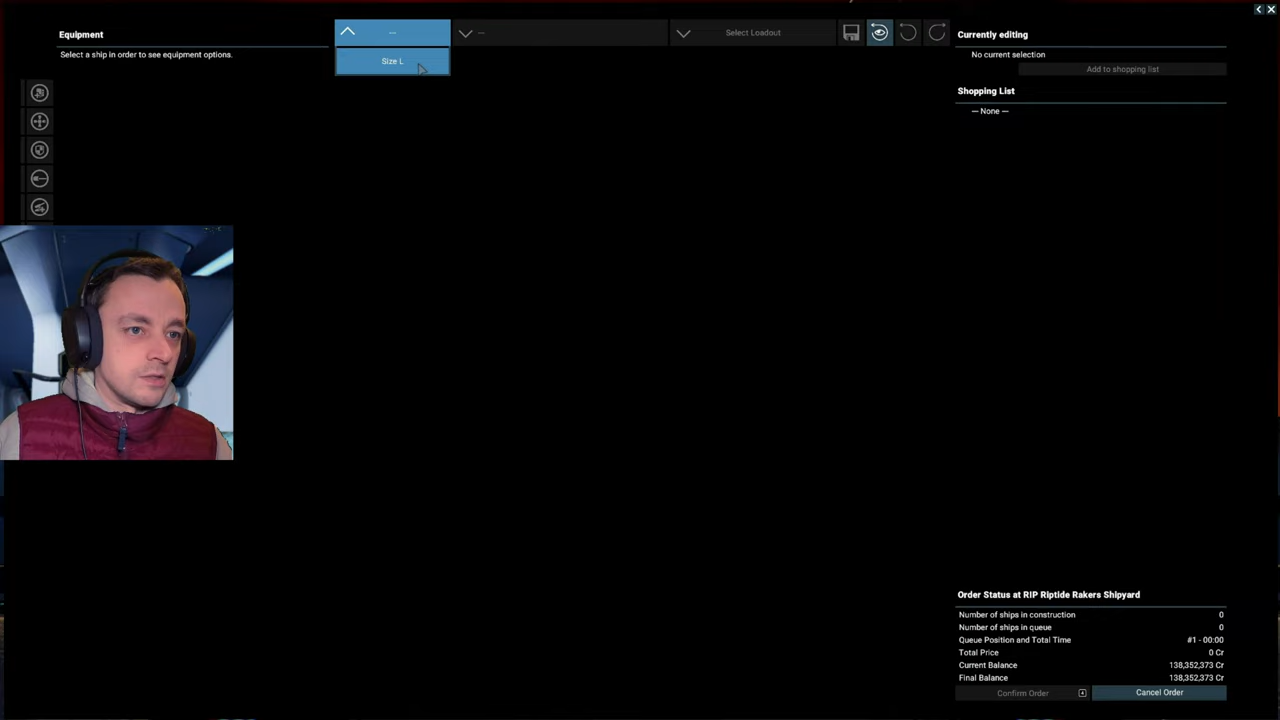 Equipment
Select a ship in order to see equipment options.
--
Size L
--
Select Loadout
Currently editing
No current selection
Add to shopping list
Shopping List
— None —
Order Status at RIP Riptide Rakers Shipyard
Number of ships in construction 0
Number of ships in queue 0
Queue Position and Total Time #1 - 00:00
Total Price 0 Cr
Current Balance 138,352,373 Cr
Final Balance 138,352,373 Cr
Confirm Order
Cancel Order